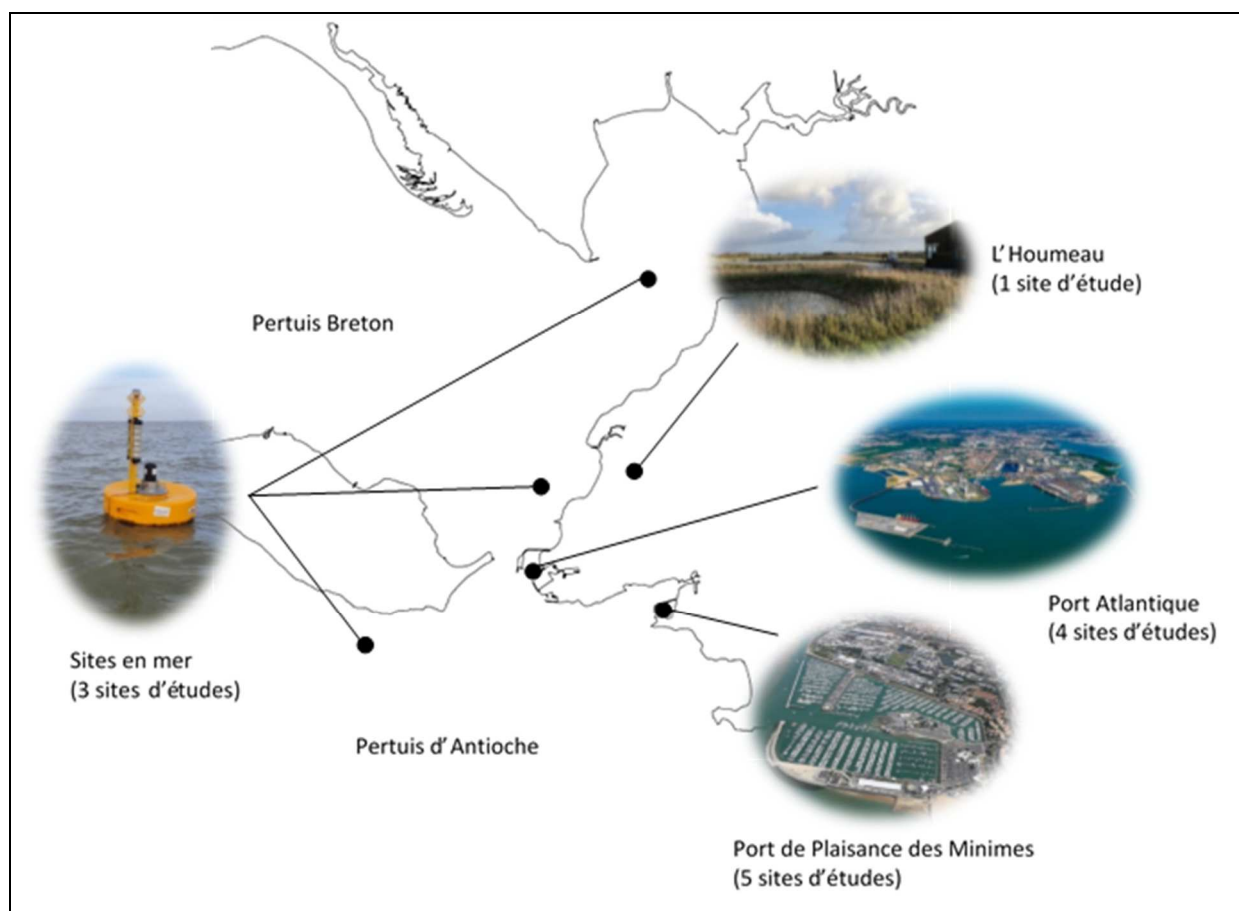 L'Houmeau
(1 site d'étude)
Pertuis Breton
Port Atlantique
(4 sites d'études)
Sites en mer
(3 sites d'études)
Pertuis d'Antioche
Port de Plaisance des Minimes
(5 sites d'études)